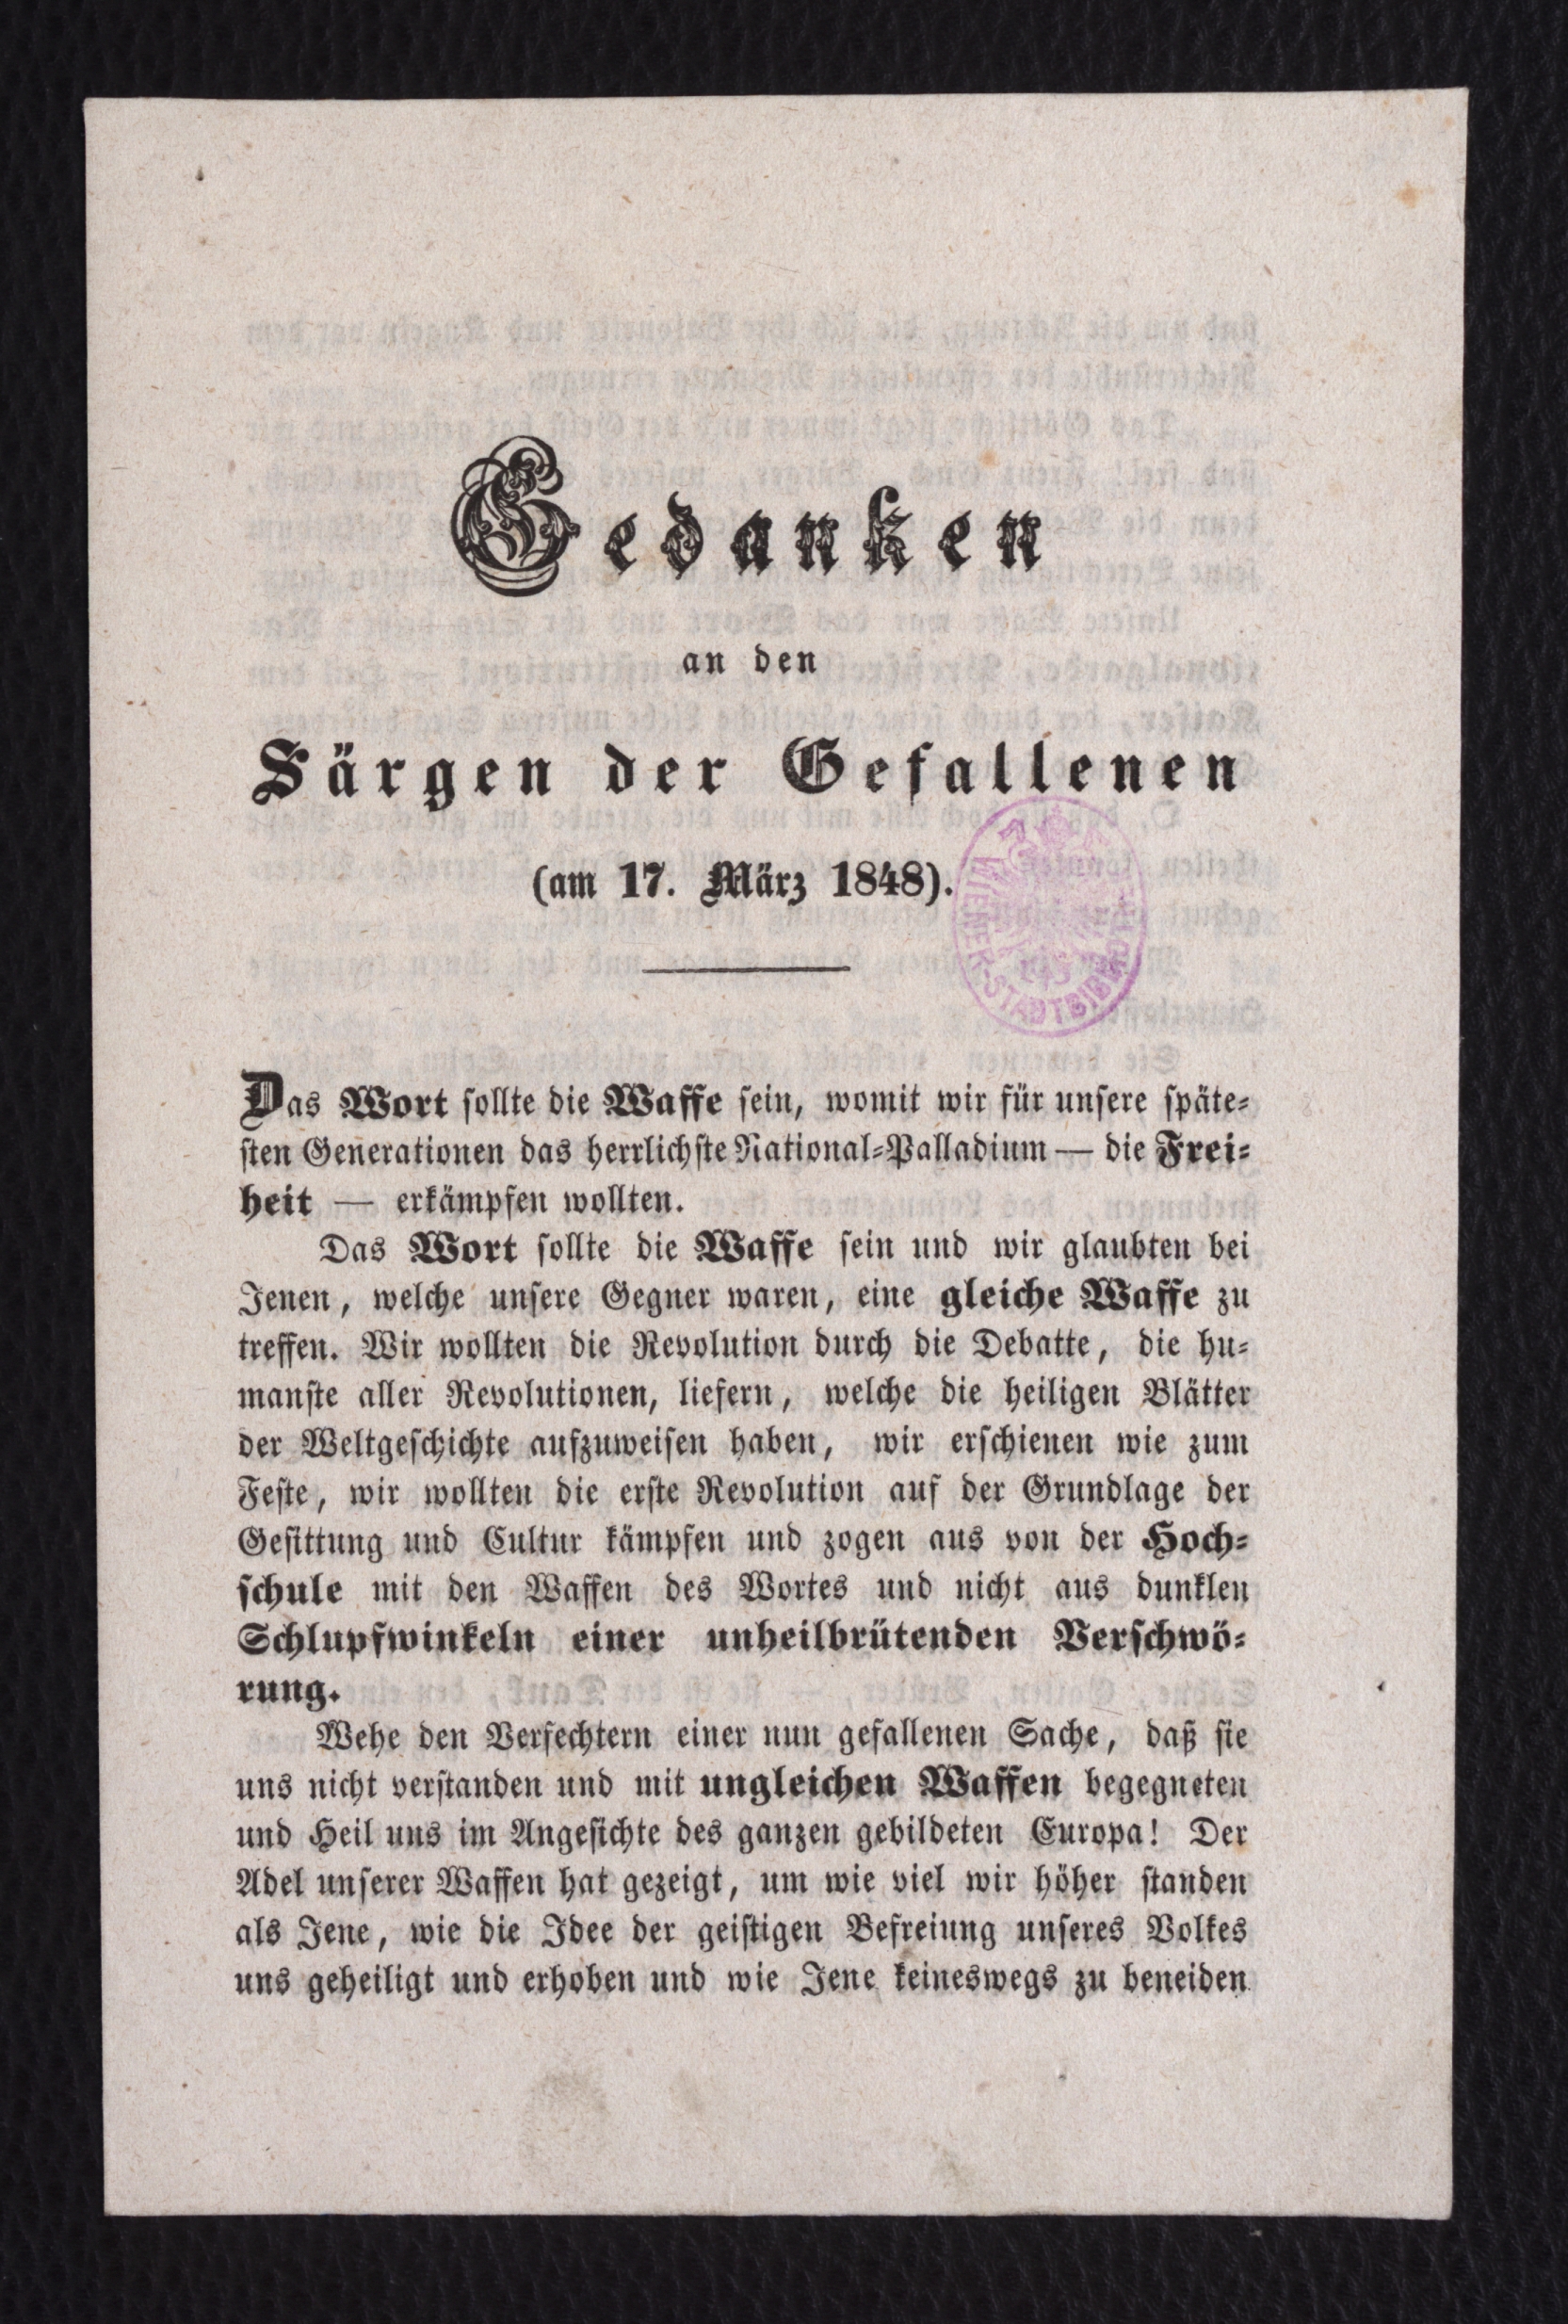 Gedanken
an den
Särgen der Gefallenen
(am 17. März 1848).
WIENER-STADTBIBLIOTHEK
Das Wort sollte die Waffe sein, womit wir für unsere späte-
sten Generationen das herrlichste National-Palladium — die Frei-
heit — erkämpfen wollten.
Das Wort sollte die Waffe sein und wir glaubten bei
Jenen, welche unsere Gegner waren, eine gleiche Waffe zu
treffen. Wir wollten die Revolution durch die Debatte, die hu-
manste aller Revolutionen, liefern, welche die heiligen Blätter
der Weltgeschichte aufzuweisen haben, wir erschienen wie zum
Feste, wir wollten die erste Revolution auf der Grundlage der
Gesittung und Cultur kämpfen und zogen aus von der Hoch-
schule mit den Waffen des Wortes und nicht aus dunklen
Schlupfwinkeln einer unheilbrütenden Verschwö-
rung.
Wehe den Verfechtern einer nun gefallenen Sache, daß sie
uns nicht verstanden und mit ungleichen Waffen begegneten
und Heil uns im Angesichte des ganzen gebildeten Europa! Der
Adel unserer Waffen hat gezeigt, um wie viel wir höher standen
als Jene, wie die Idee der geistigen Befreiung unseres Volkes
uns geheiligt und erhoben und wie Jene keineswegs zu beneiden